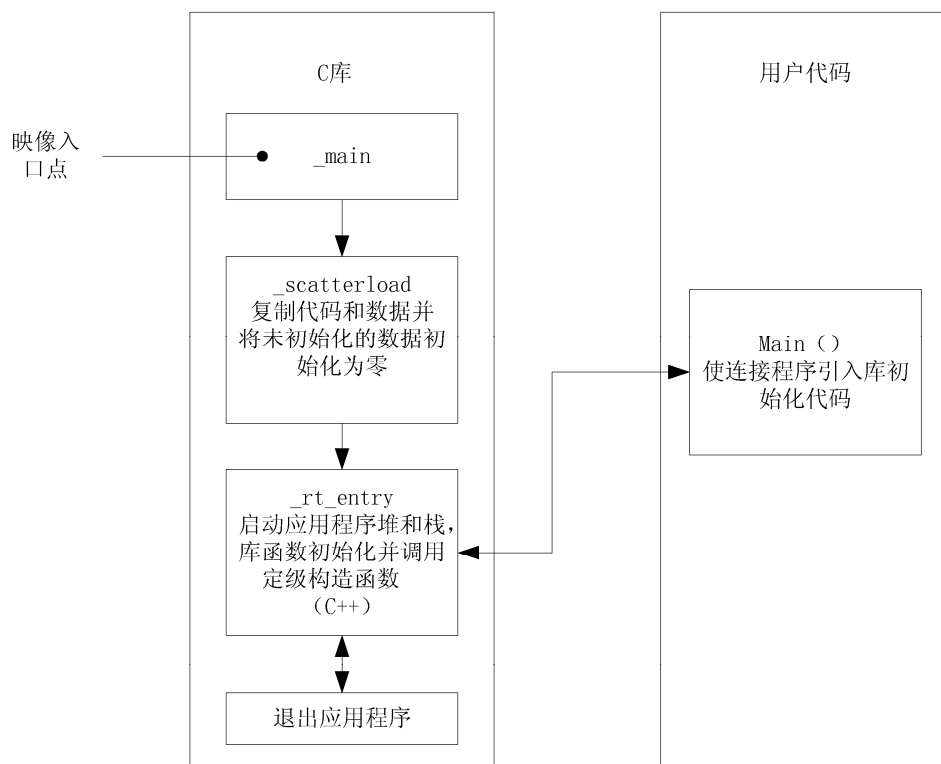 C库
用户代码
映像入
口点
_main
_scatterload
复制代码和数据并
将未初始化的数据初
始化为零
Main（）
使连接程序引入库初
始化代码
_rt_entry
启动应用程序堆和栈，
库函数初始化并调用
定级构造函数
（C++）
退出应用程序